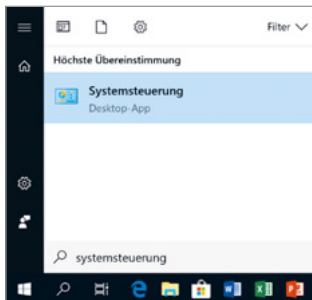 Filter
Höchste Übereinstimmung
Systemsteuerung
Desktop-App
systemsteuerung